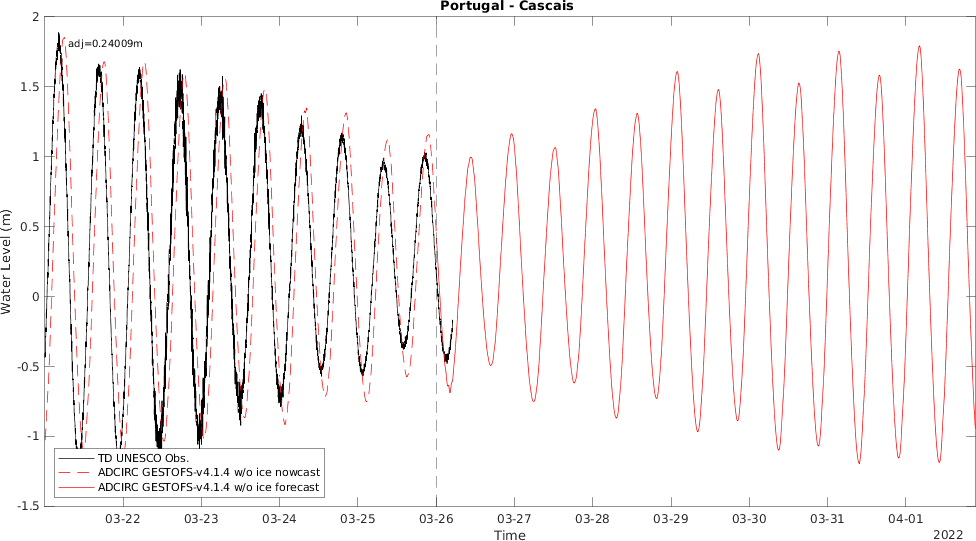 Portugal - Cascais
adj=0.24009m
Water Level (m)
2
1.5
1
0.5
0
-0.5
-1
-1.5
TD UNESCO Obs.
ADCIRC GESTOFS-v4.1.4 w/o ice nowcast
ADCIRC GESTOFS-v4.1.4 w/o ice forecast
03-22 03-23 03-24 03-25 03-26 03-27 03-28 03-29 03-30 03-31 04-01
Time
2022